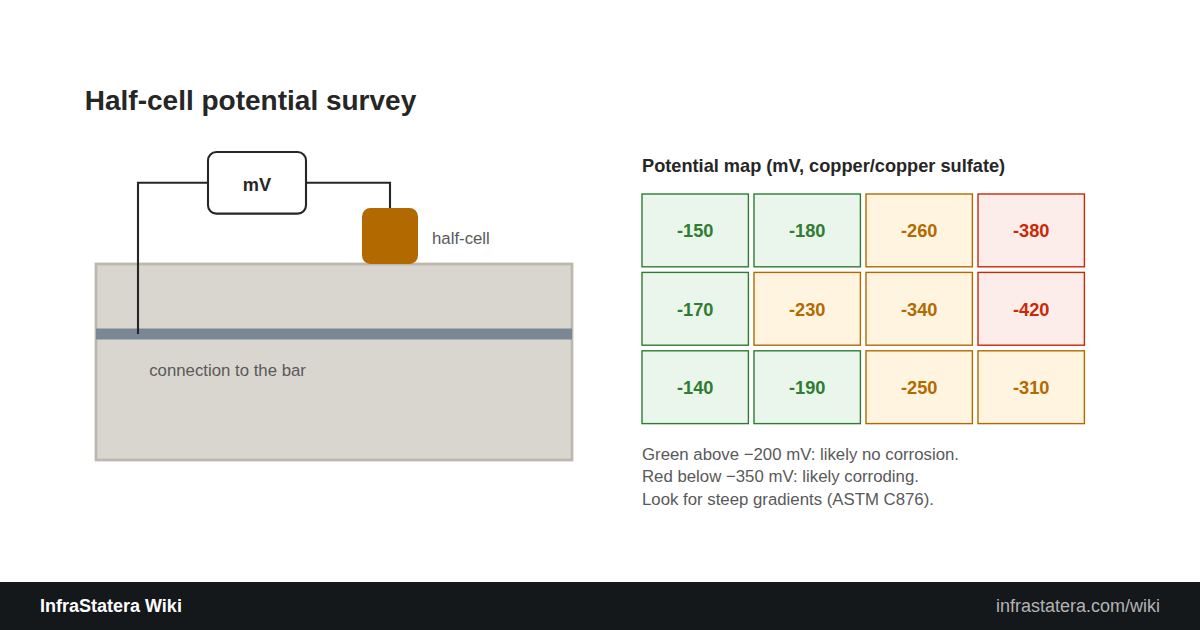 Half-cell potential survey
mV
half-cell
connection to the bar
Potential map (mV, copper/copper sulfate)
-150 -180 -260 -380
-170 -230 -340 -420
-140 -190 -250 -310
Green above −200 mV: likely no corrosion.
Red below −350 mV: likely corroding.
Look for steep gradients (ASTM C876).
InfraStatera Wiki
infrastatera.com/wiki